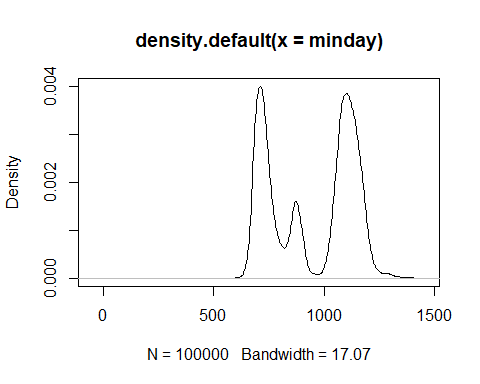 density.default(x = minday)
Density
0.004
0.002
0.000
0 500 1000 1500
N = 100000 Bandwidth = 17.07